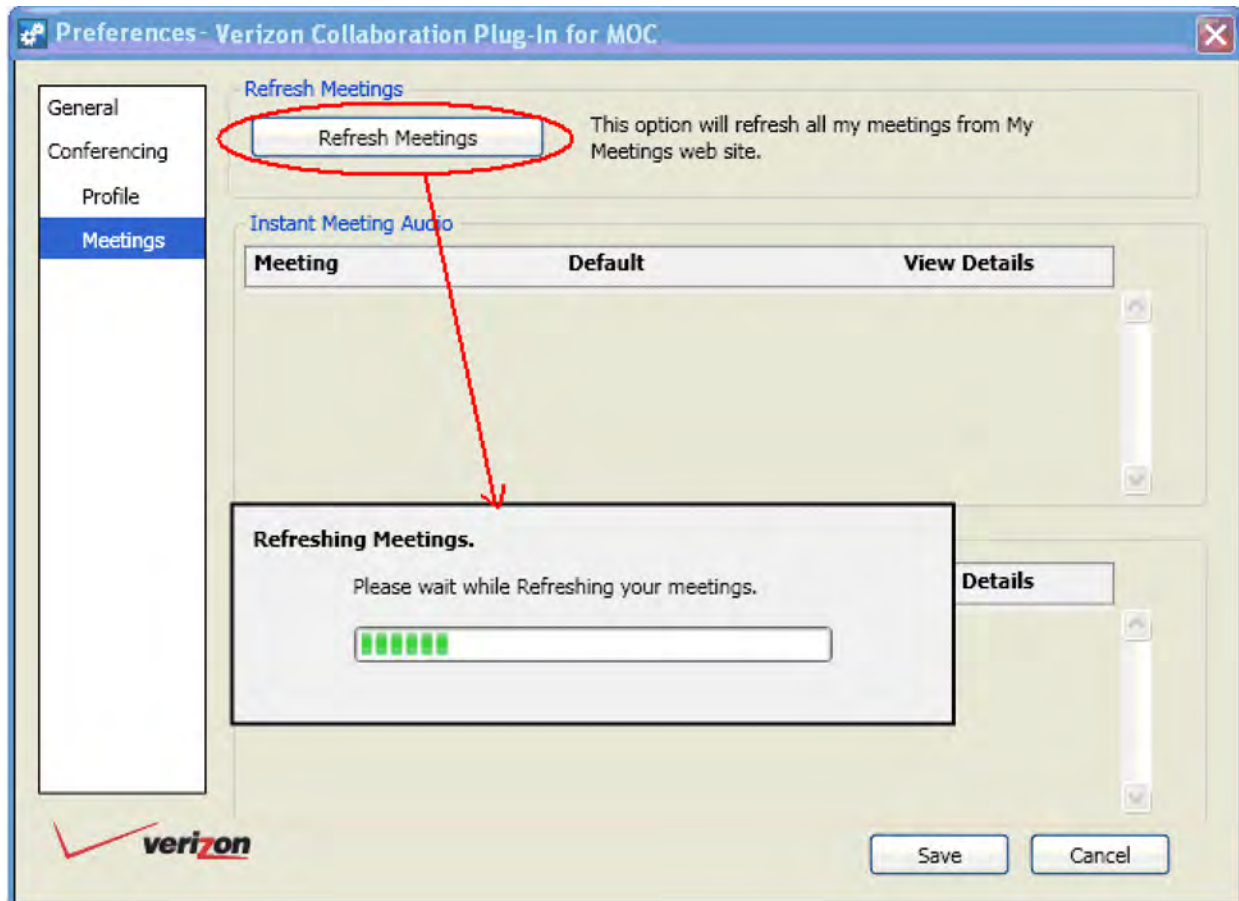 Preferences- Verizon Collaboration Plug-In for MOC
General
Conferencing
Profile
Meetings
Refresh Meetings
Refresh Meetings
This option will refresh all my meetings from My
Meetings web site.
Instant Meeting Audio
Meeting Default View Details
Refreshing Meetings.
Please wait while Refreshing your meetings.
Details
verizon
Save Cancel